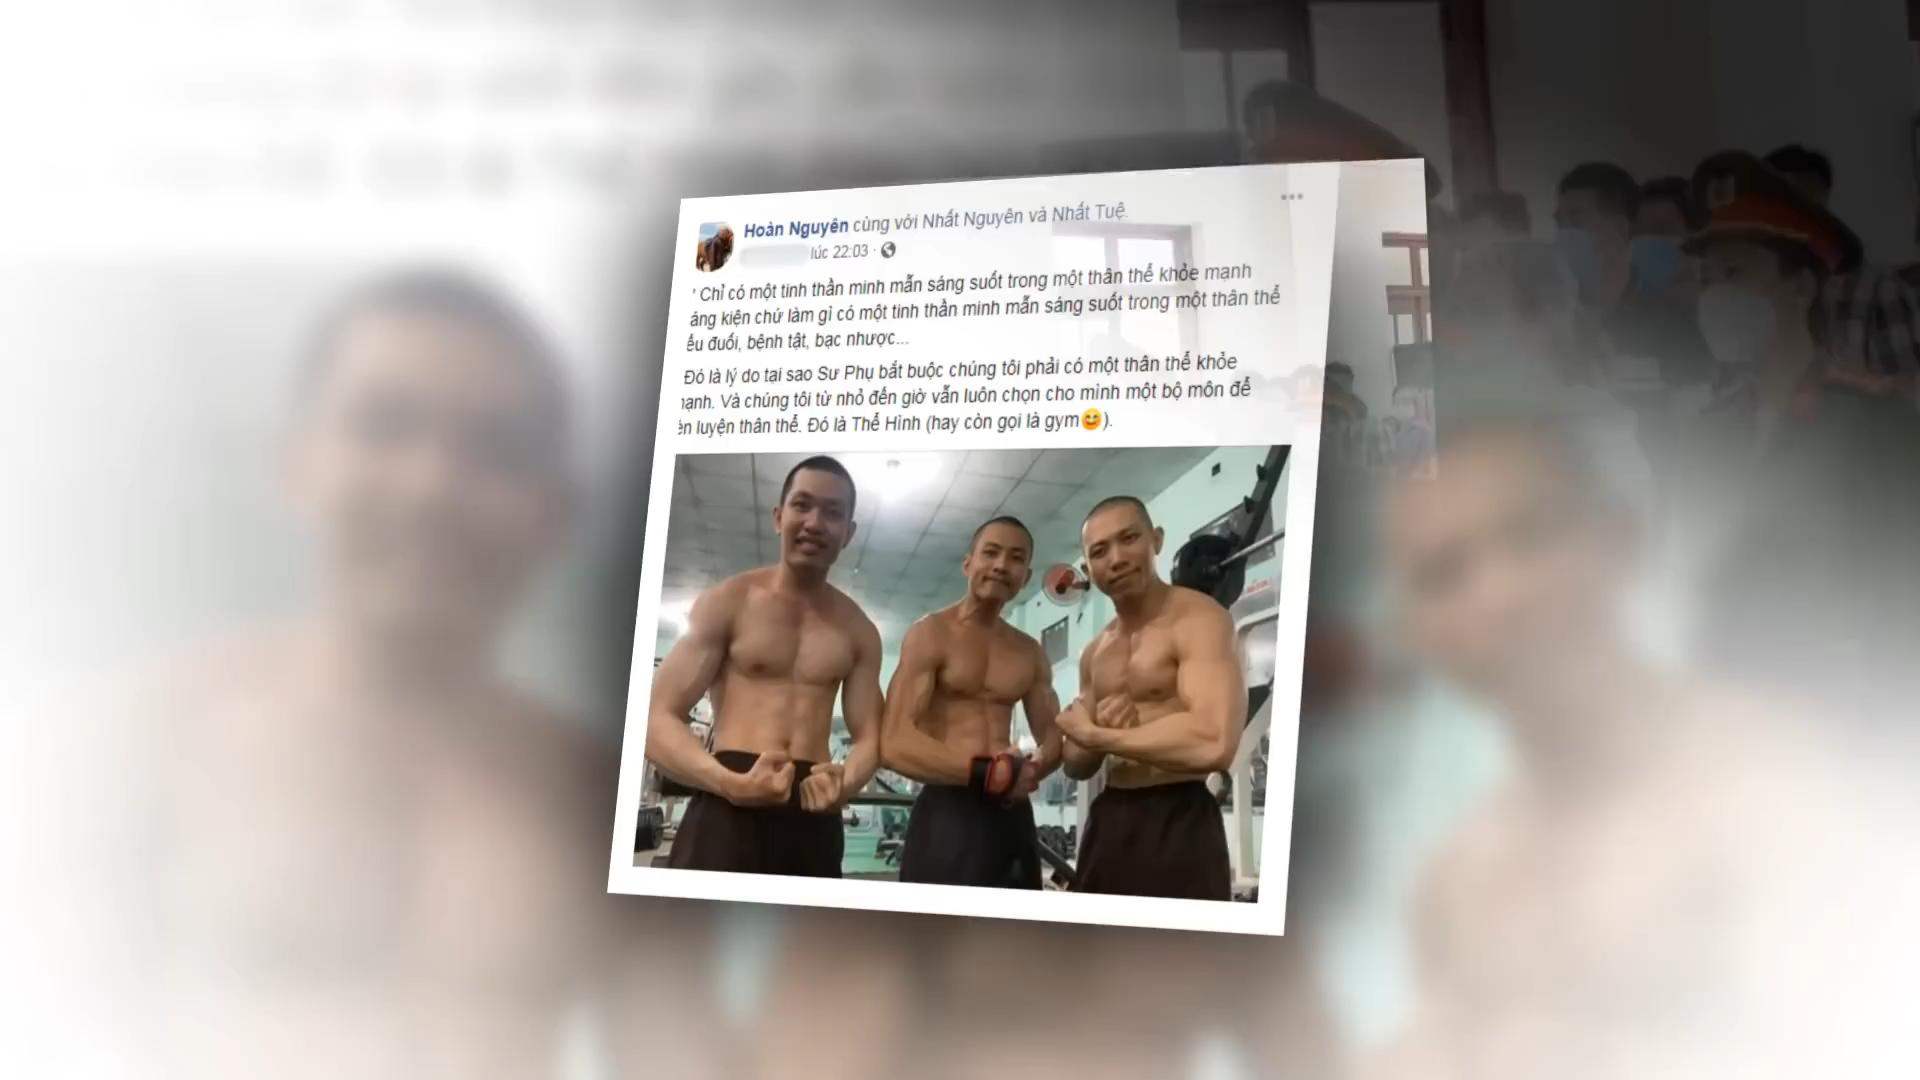 Hoàn Nguyên cùng với Nhất Nguyên và Nhất Tuệ.
lúc 22:03 ·
' Chỉ có một tinh thần minh mẫn sáng suốt trong một thân thể khỏe mạnh
áng kiện chứ làm gì có một tinh thần minh mẫn sáng suốt trong một thân thể
ếu đuối, bệnh tật, bạc nhược...
Đó là lý do tại sao Sư Phụ bắt buộc chúng tôi phải có một thân thể khỏe
ạnh. Và chúng tôi từ nhỏ đến giờ vẫn luôn chọn cho mình một bộ môn để
èn luyện thân thể. Đó là Thể Hình (hay còn gọi là gym😊).